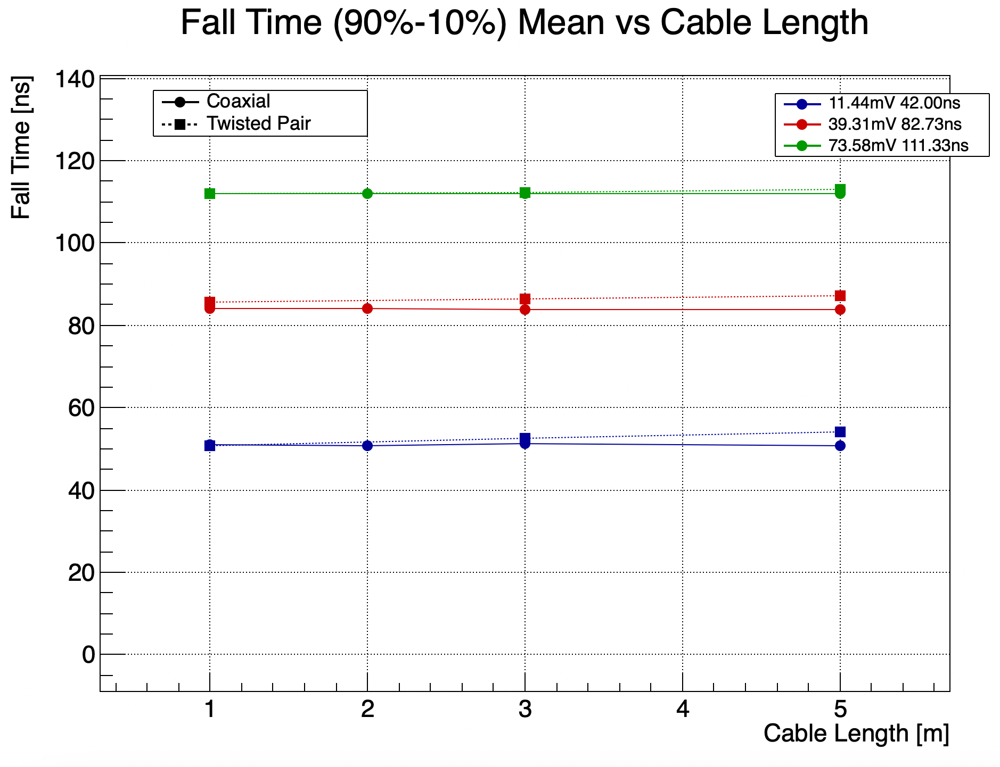 Fall Time (90%-10%) Mean vs Cable Length
Fall Time [ns]
140
120
100
80
60
40
20
0
Coaxial
Twisted Pair
11.44mV 42.00ns
39.31mV 82.73ns
73.58mV 111.33ns
1 2 3 4 5
Cable Length [m]